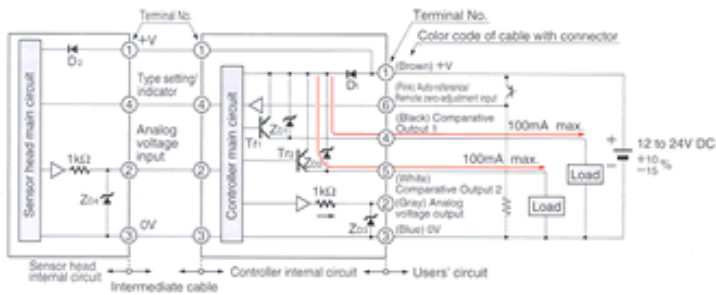 Terminal No.
Terminal No.
Color code of cable with connector
+V
1
1
1
(Brown) +V
D2
D1
Type setting/
indicator
4
4
6
(Pink) Auto-reference/
Remote zero-adjustment input
(Black) Comparative
Output 1
4
100mA max.
Sensor head main circuit
Controller main circuit
Tr1
Tr2
Analog
voltage
input
1kΩ
2
2
5
100mA max.
(White)
Comparative Output 2
12 to 24V DC
+10
-15 %
+
-
Load
Load
1kΩ
2
(Gray) Analog
voltage output
0V
3
3
3
(Blue) 0V
Sensor head
internal circuit
Intermediate cable
Controller internal circuit
Users' circuit